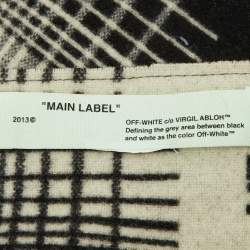 "MAIN LABEL"
2013©
OFF-WHITE c/o VIRGIL ABLOH™
Defining the grey area between black
and white as the color Off-White™